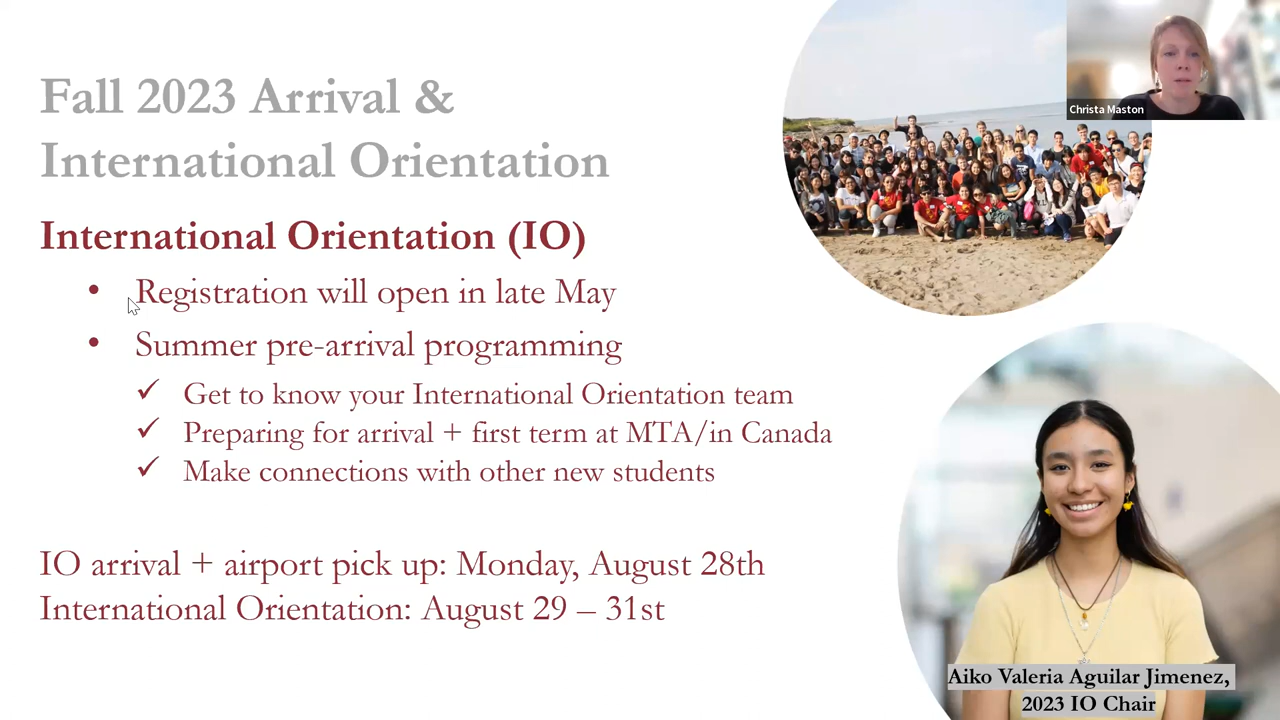 Fall 2023 Arrival &
International Orientation
Christa Maston
International Orientation (IO)
• Registration will open in late May
• Summer pre-arrival programming
✓ Get to know your International Orientation team
✓ Preparing for arrival + first term at MTA/in Canada
✓ Make connections with other new students
IO arrival + airport pick up: Monday, August 28th
International Orientation: August 29 – 31st
Aiko Valeria Aguilar Jimenez,
2023 IO Chair